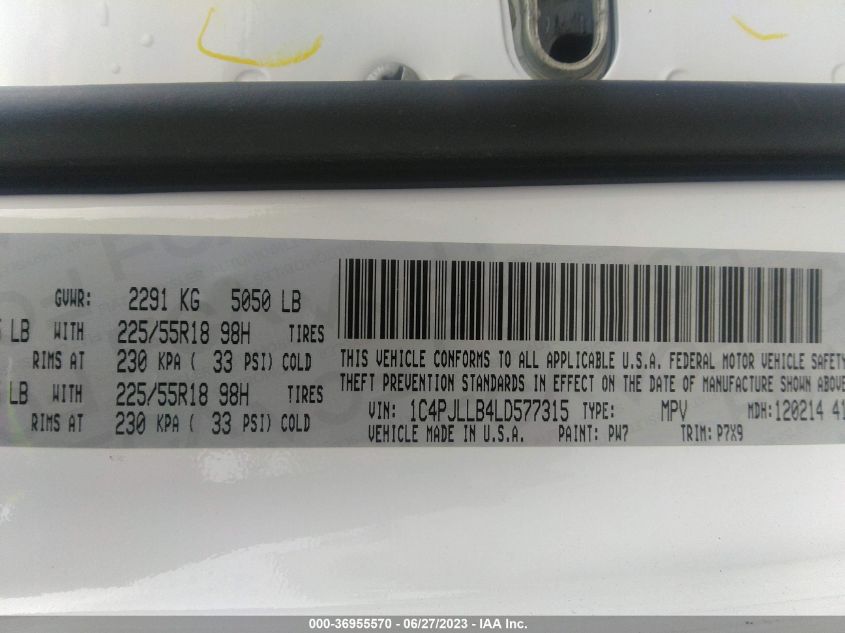 GVWR: 2291 KG 5050 LB
LB WITH 225/55R18 98H TIRES
RIMS AT 230 KPA ( 33 PSI) COLD
LB WITH 225/55R18 98H TIRES
RIMS AT 230 KPA ( 33 PSI) COLD
THIS VEHICLE CONFORMS TO ALL APPLICABLE U.S.A. FEDERAL MOTOR VEHICLE SAFETY
THEFT PREVENTION STANDARDS IN EFFECT ON THE DATE OF MANUFACTURE SHOWN ABOVE
VIN: 1C4PJLLB4LD577315 TYPE: MPV MDH:120214 41
VEHICLE MADE IN U.S.A. PAINT: PW7 TRIM: P7X9
000-36955570 - 06/27/2023 - IAA Inc.